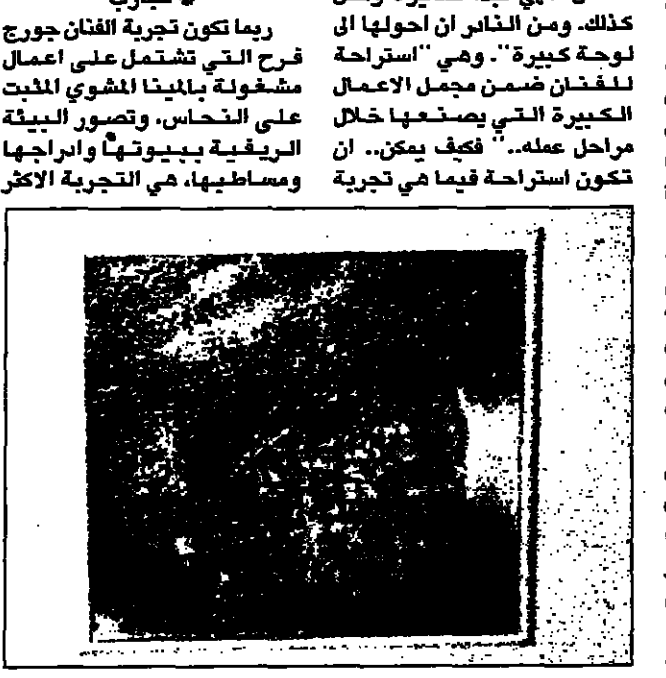 كذلك. ومن النادر ان احولها الى
لوحة كبيرة". وهي "استراحة
للفنان ضمن مجمل الاعمال
الكبيرة التي يصنعها خلال
مراحل عمله.." فكيف يمكن.. ان
تكون استراحة فيما هي تجربة
ربما تكون تجربة الفنان جورج
فرح التي تشتمل على اعمال
مشغولة بالمينا المشوي المثبت
على النحاس، وتصور البيئة
الريفية ببيوتها وادراجها
ومساطبها، هي التجربة الاكثر